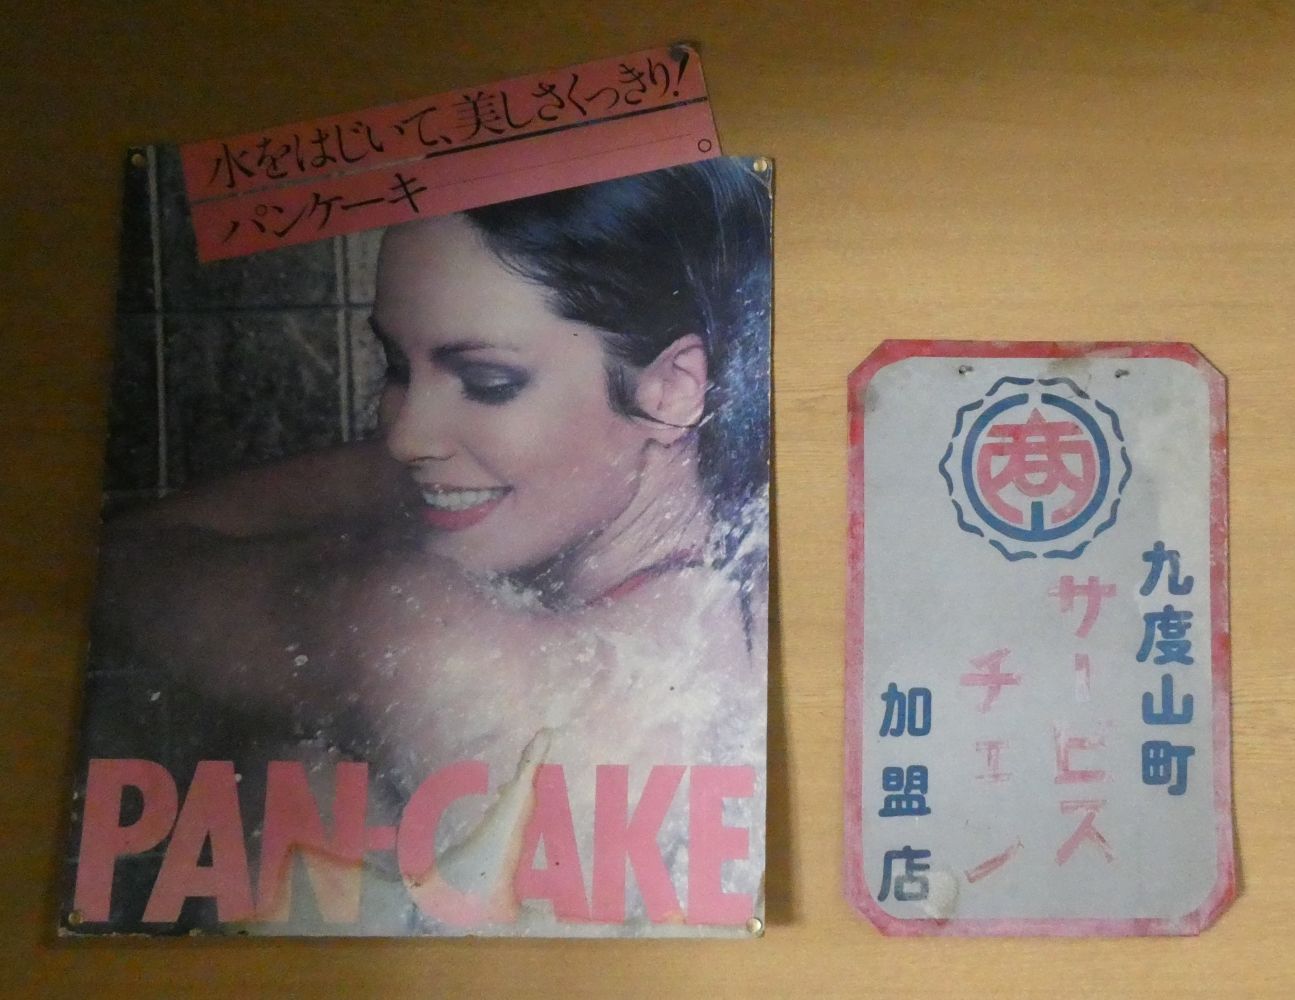 水をはじいて、美しさくっきり!
パンケーキ 。
PAN-CAKE
商
九度山町
サービス
チェン
加盟店